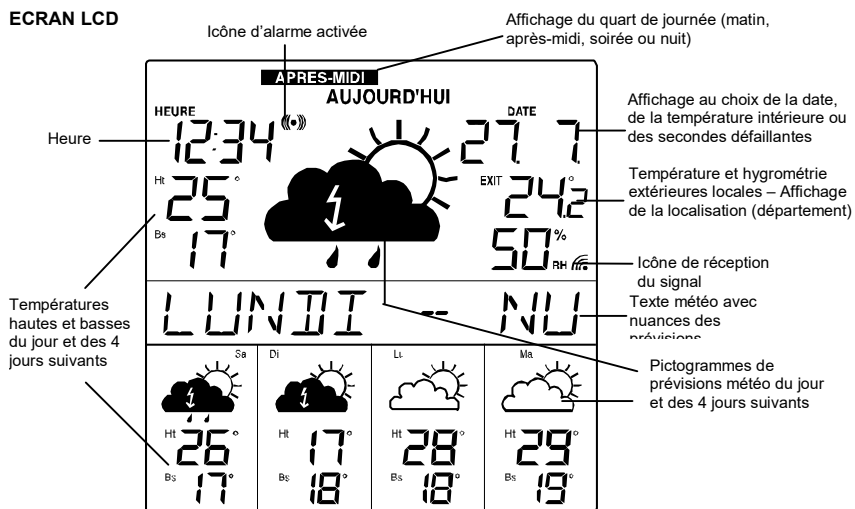 ECRAN LCD
Icône d'alarme activée
Affichage du quart de journée (matin,
après-midi, soirée ou nuit)
APRES-MIDI
AUJOURD'HUI
HEURE
DATE
12:34
27. 7.
Heure
Affichage au choix de la date,
de la température intérieure ou
des secondes défaillantes
Ht 25°
EXIT 24.2°
Température et hygrométrie
extérieures locales – Affichage
de la localisation (département)
Bs 17°
50% RH
Icône de réception
du signal
Températures
hautes et basses
du jour et des 4
jours suivants
LUNDI -- NU
Texte météo avec
nuances des
prévisions
Sa Di Lu Ma
Pictogrammes de
prévisions météo du jour
et des 4 jours suivants
Ht 26° Ht 17° Ht 28° Ht 29°
Bs 17° Bs 18° Bs 18° Bs 19°